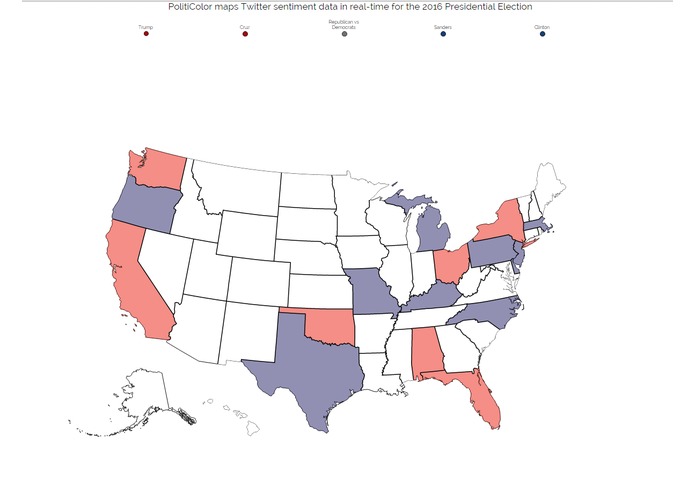 PolitiColor maps Twitter sentiment data in real-time for the 2016 Presidential Election
Trump
Cruz
Republican vs
Democrats
Sanders
Clinton